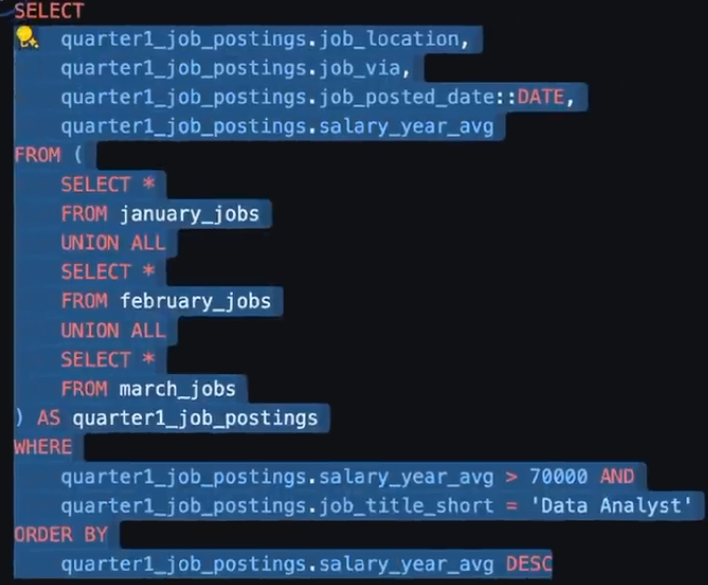 SELECT
quarter1_job_postings.job_location,
quarter1_job_postings.job_via,
quarter1_job_postings.job_posted_date::DATE,
quarter1_job_postings.salary_year_avg
FROM (
SELECT *
FROM january_jobs
UNION ALL
SELECT *
FROM february_jobs
UNION ALL
SELECT *
FROM march_jobs
) AS quarter1_job_postings
WHERE
quarter1_job_postings.salary_year_avg > 70000 AND
quarter1_job_postings.job_title_short = 'Data Analyst'
ORDER BY
quarter1_job_postings.salary_year_avg DESC